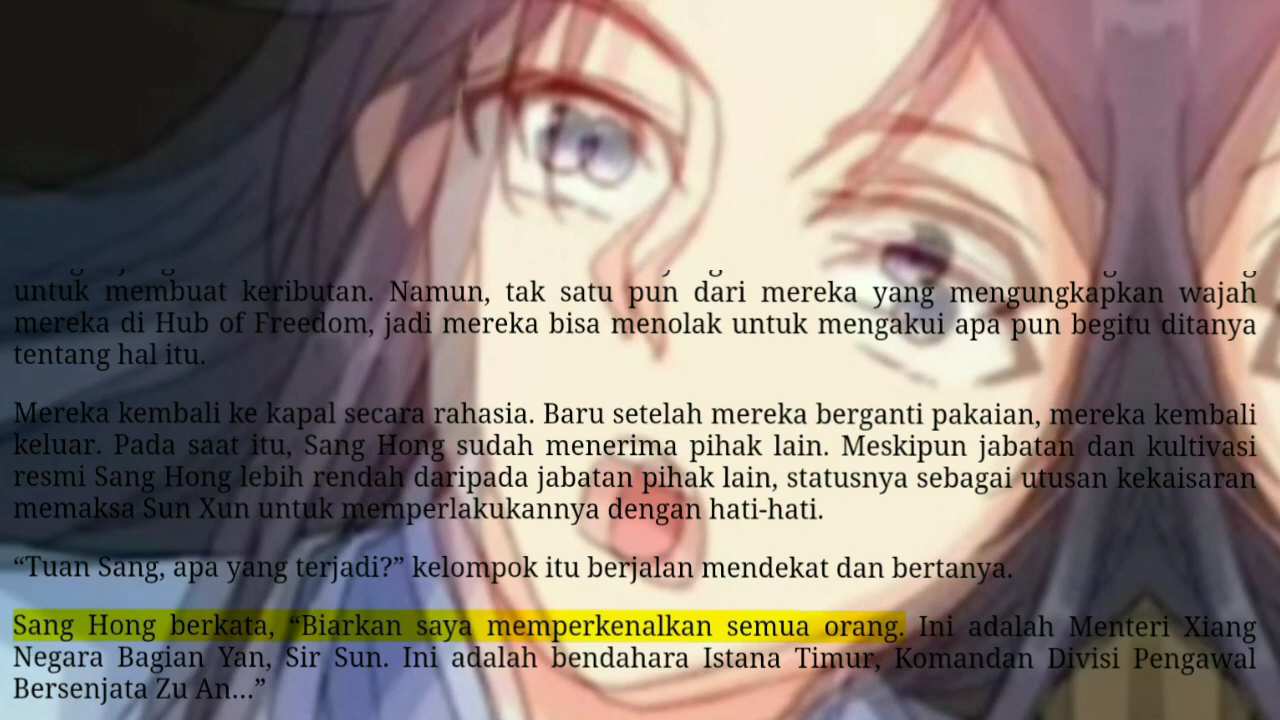 untuk membuat keributan. Namun, tak satu pun dari mereka yang mengungkapkan wajah
mereka di Hub of Freedom, jadi mereka bisa menolak untuk mengakui apa pun begitu ditanya
tentang hal itu.
Mereka kembali ke kapal secara rahasia. Baru setelah mereka berganti pakaian, mereka kembali
keluar. Pada saat itu, Sang Hong sudah menerima pihak lain. Meskipun jabatan dan kultivasi
resmi Sang Hong lebih rendah daripada jabatan pihak lain, statusnya sebagai utusan kekaisaran
memaksa Sun Xun untuk memperlakukannya dengan hati-hati.
“Tuan Sang, apa yang terjadi?” kelompok itu berjalan mendekat dan bertanya.
Sang Hong berkata, “Biarkan saya memperkenalkan semua orang. Ini adalah Menteri Xiang
Negara Bagian Yan, Sir Sun. Ini adalah bendahara Istana Timur, Komandan Divisi Pengawal
Bersenjata Zu An...”